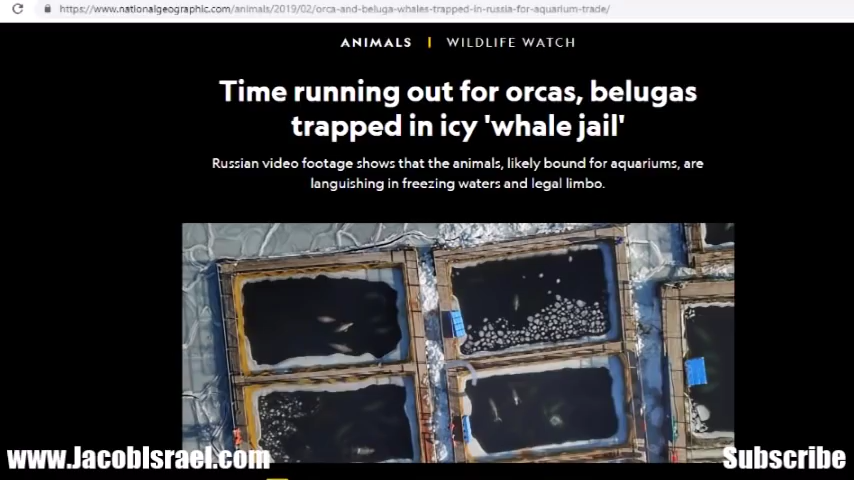 https://www.nationalgeographic.com/animals/2019/02/orca-and-beluga-whales-trapped-in-russia-for-aquarium-trade/
ANIMALS | WILDLIFE WATCH
Time running out for orcas, belugas
trapped in icy 'whale jail'
Russian video footage shows that the animals, likely bound for aquariums, are
languishing in freezing waters and legal limbo.
www.JacobIsrael.com
Subscribe